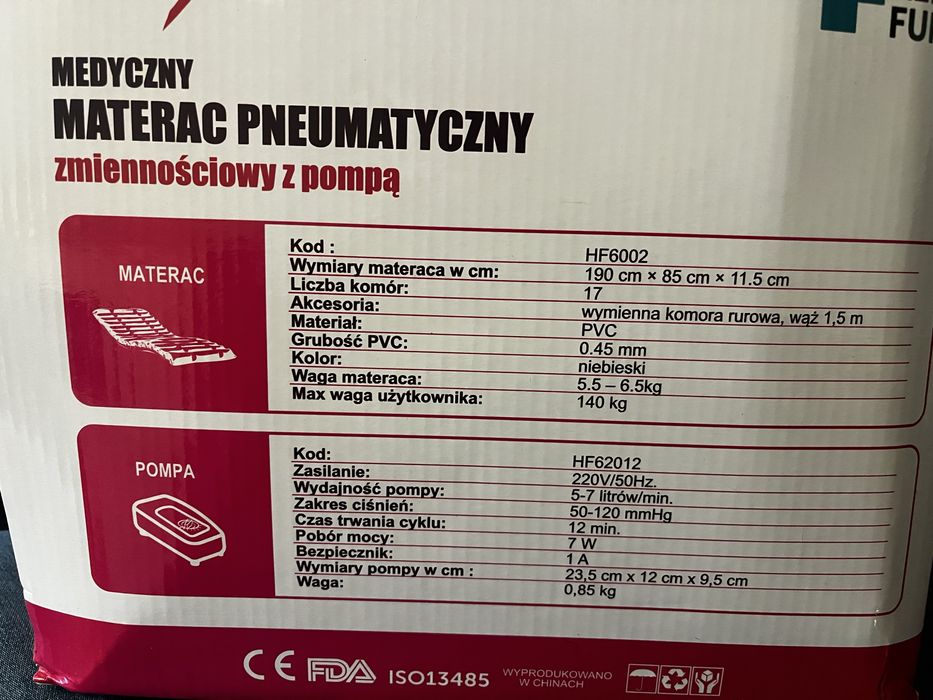 FU
MEDYCZNY
MATERAC PNEUMATYCZNY
zmiennościowy z pompą
MATERAC
Kod : HF6002
Wymiary materaca w cm: 190 cm × 85 cm × 11.5 cm
Liczba komór: 17
Akcesoria: wymienna komora rurowa, wąż 1,5 m
Materiał: PVC
Grubość PVC: 0.45 mm
Kolor: niebieski
Waga materaca: 5.5 – 6.5kg
Max waga użytkownika: 140 kg
POMPA
Kod: HF62012
Zasilanie: 220V/50Hz.
Wydajność pompy: 5-7 litrów/min.
Zakres ciśnień: 50-120 mmHg
Czas trwania cyklu: 12 min.
Pobór mocy: 7 W
Bezpiecznik: 1 A
Wymiary pompy w cm : 23,5 cm x 12 cm x 9,5 cm
Waga: 0,85 kg
CE FDA ISO13485 WYPRODUKOWANO
W CHINACH